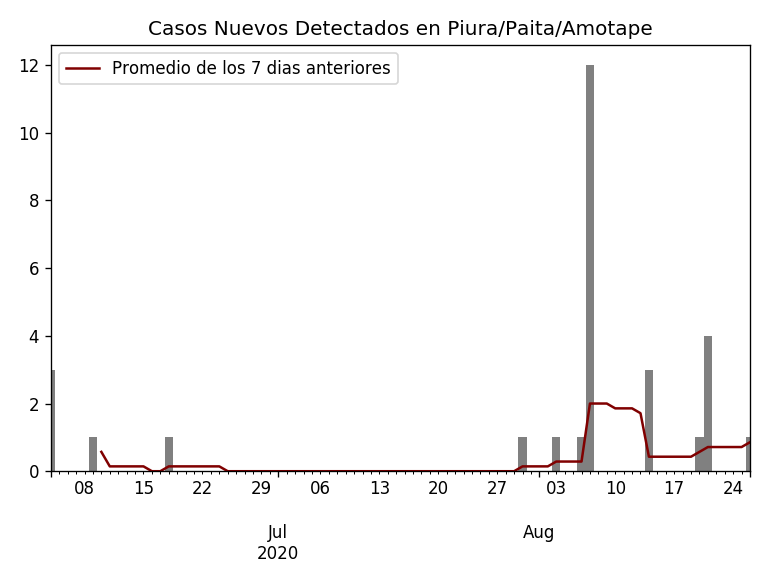 Casos Nuevos Detectados en Piura/Paita/Amotape
Promedio de los 7 dias anteriores
12
10
8
6
4
2
0
08 15 22 29 06 13 20 27 03 10 17 24
Jul Aug
2020